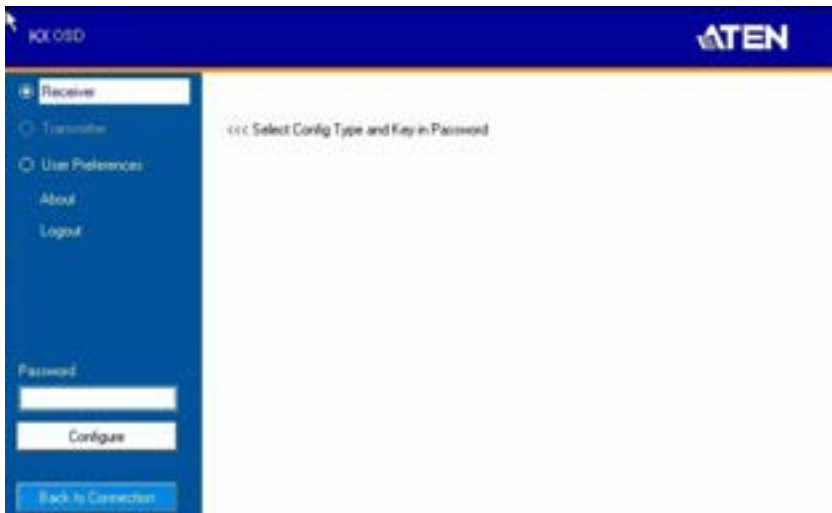 KX OSD
ATEN
Receiver
Transmitter
User Preferences
About
Logout
<<< Select Config Type and Key in Password
Password
Configure
Back to Connection